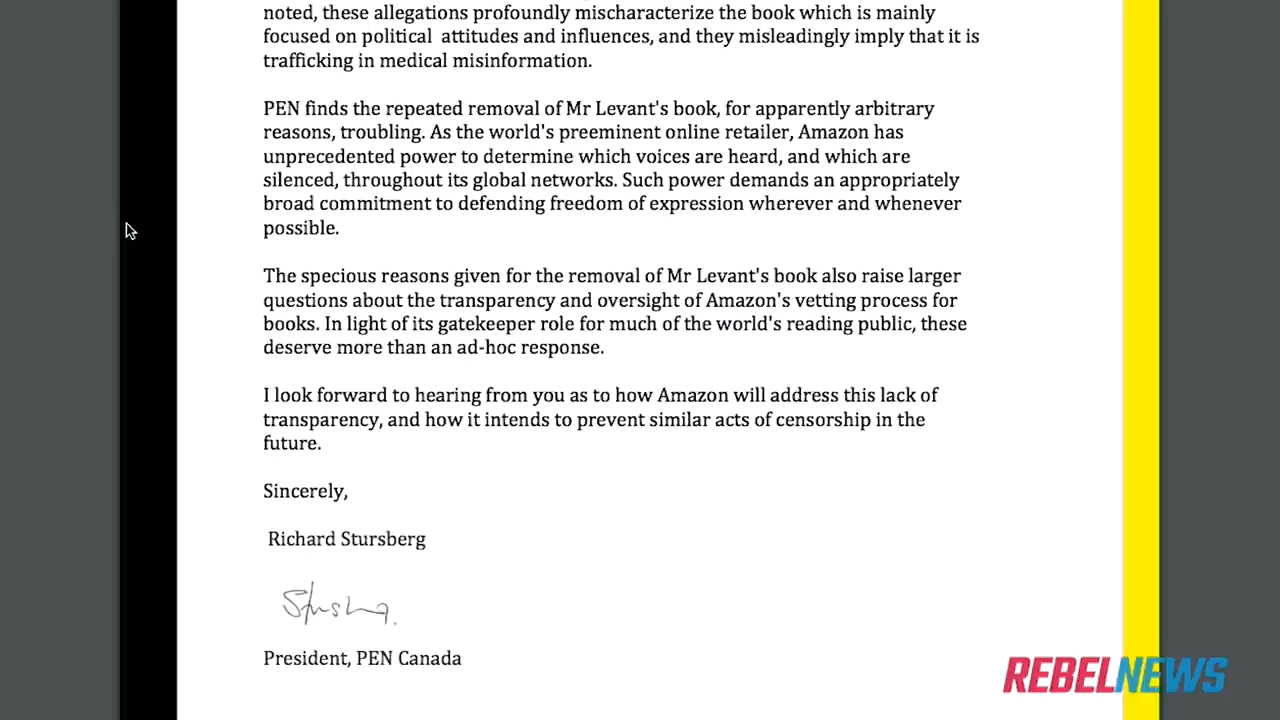 noted, these allegations profoundly mischaracterize the book which is mainly
focused on political attitudes and influences, and they misleadingly imply that it is
trafficking in medical misinformation.
PEN finds the repeated removal of Mr Levant's book, for apparently arbitrary
reasons, troubling. As the world's preeminent online retailer, Amazon has
unprecedented power to determine which voices are heard, and which are
silenced, throughout its global networks. Such power demands an appropriately
broad commitment to defending freedom of expression wherever and whenever
possible.
The specious reasons given for the removal of Mr Levant's book also raise larger
questions about the transparency and oversight of Amazon's vetting process for
books. In light of its gatekeeper role for much of the world's reading public, these
deserve more than an ad-hoc response.
I look forward to hearing from you as to how Amazon will address this lack of
transparency, and how it intends to prevent similar acts of censorship in the
future.
Sincerely,
Richard Stursberg
President, PEN Canada
REBELNEWS